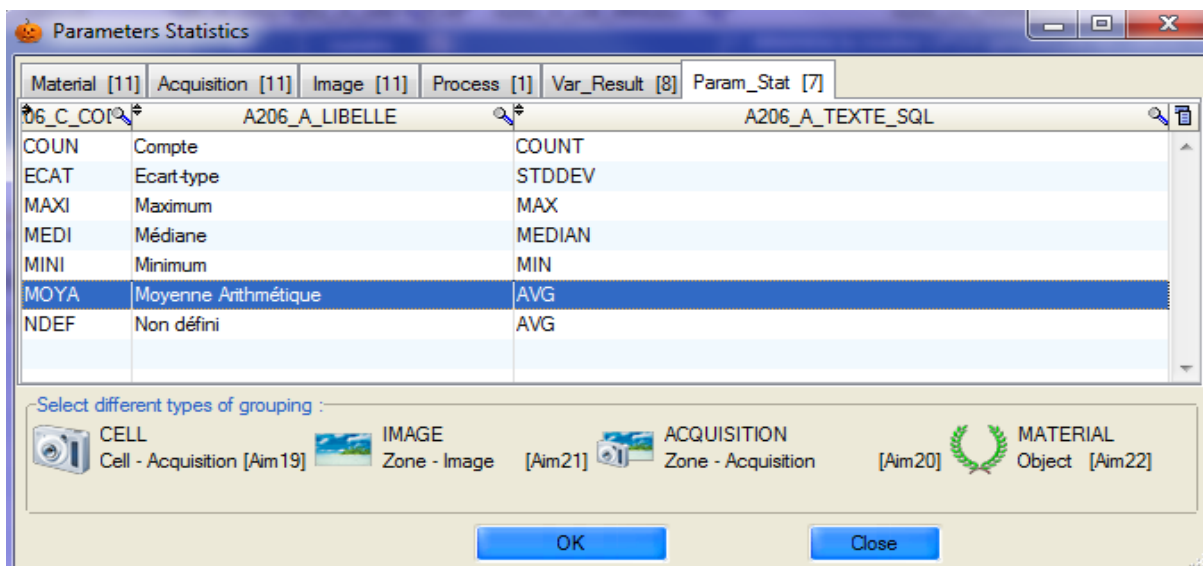 Parameters Statistics
Material [11] Acquisition [11] Image [11] Process [1] Var_Result [8] Param_Stat [7]
A206_A_LIBELLE A206_A_TEXTE_SQL
COUN Compte COUNT
ECAT Ecart-type STDDEV
MAXI Maximum MAX
MEDI Médiane MEDIAN
MINI Minimum MIN
MOYA Moyenne Arithmétique AVG
NDEF Non défini AVG
Select different types of grouping :
CELL IMAGE ACQUISITION MATERIAL
Cell - Acquisition [Aim19] Zone - Image [Aim21] Zone - Acquisition [Aim20] Object [Aim22]
OK Close